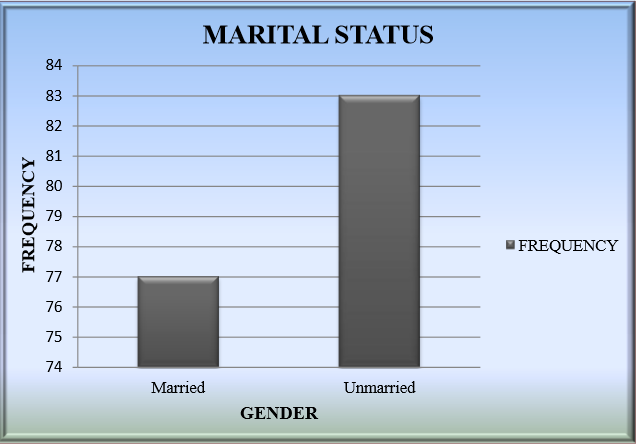 MARITAL STATUS
84
83
82
81
80
79
78
77
76
75
74
FREQUENCY
Married
Unmarried
GENDER
FREQUENCY